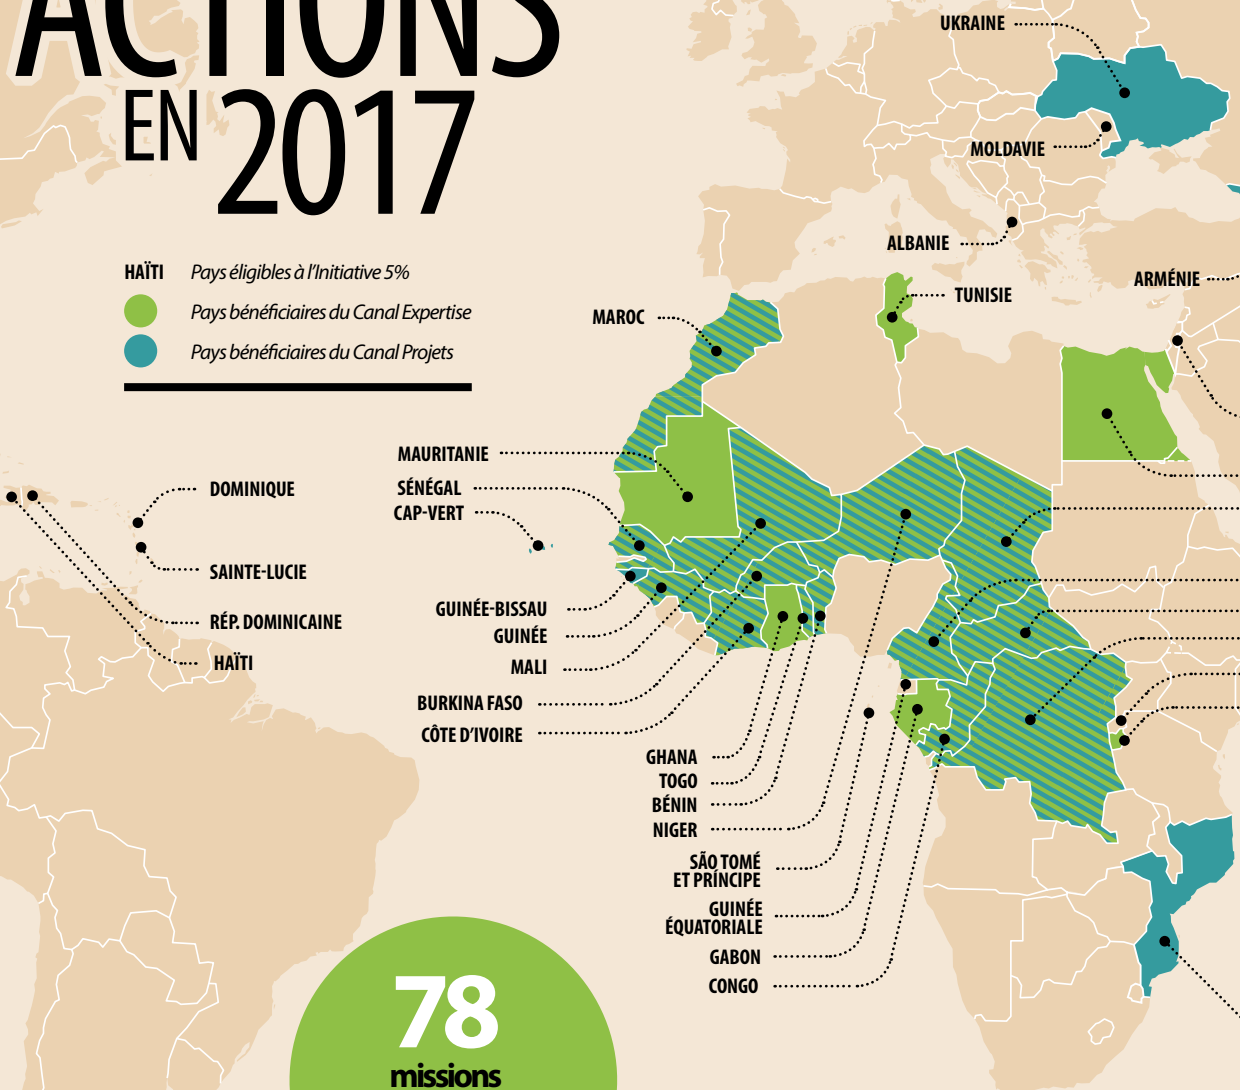 ACTIONS
EN 2017
HAÏTI Pays éligibles à l'Initiative 5%
Pays bénéficiaires du Canal Expertise
Pays bénéficiaires du Canal Projets
UKRAINE
MOLDAVIE
ALBANIE
ARMÉNIE
TUNISIE
MAROC
MAURITANIE
SÉNÉGAL
CAP-VERT
DOMINIQUE
SAINTE-LUCIE
RÉP. DOMINICAINE
HAÏTI
GUINÉE-BISSAU
GUINÉE
MALI
BURKINA FASO
CÔTE D'IVOIRE
GHANA
TOGO
BÉNIN
NIGER
SÃO TOMÉ
ET PRÍNCIPE
GUINÉE
ÉQUATORIALE
GABON
CONGO
78
missions